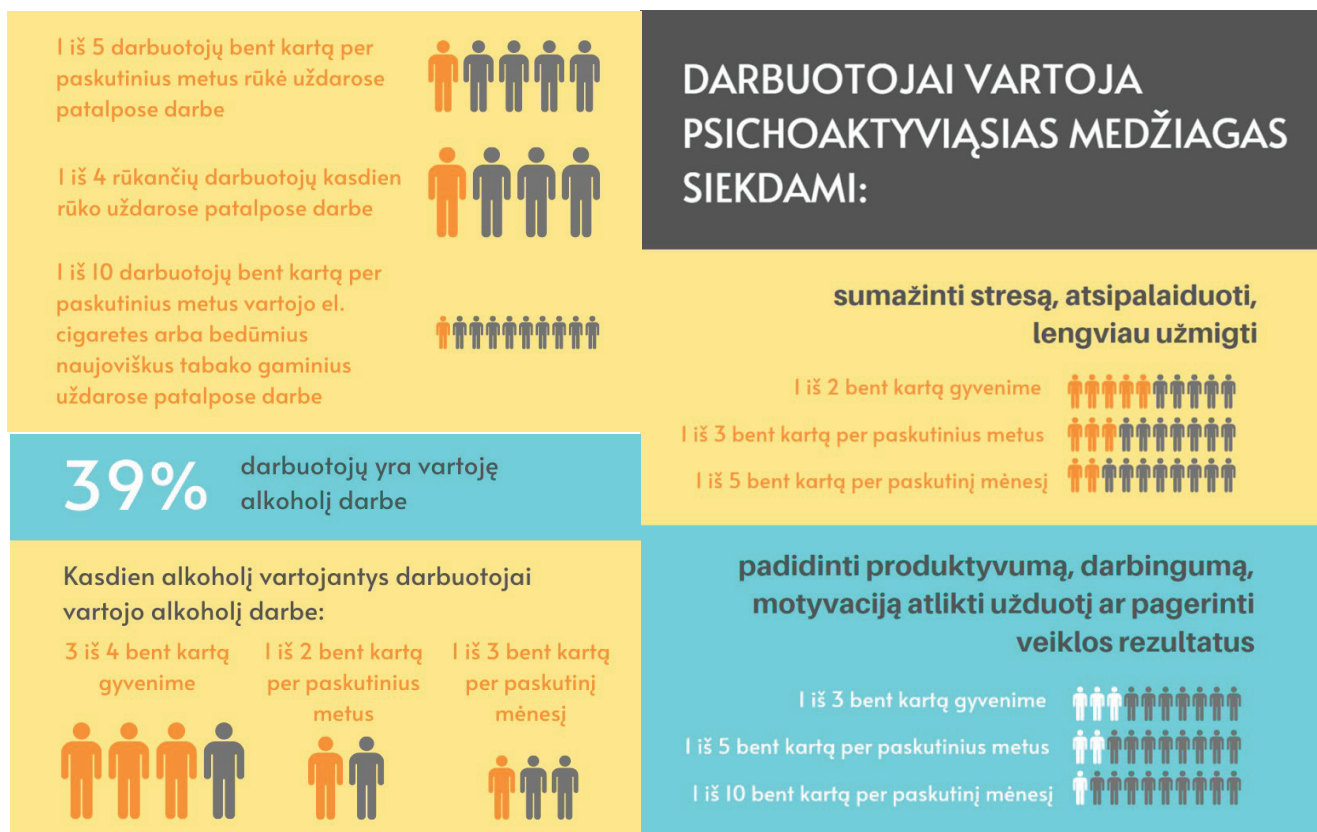 1 iš 5 darbuotojų bent kartą per
paskutinius metus rūkė uždarose
patalpose darbe
1 iš 4 rūkančių darbuotojų kasdien
rūko uždarose patalpose darbe
1 iš 10 darbuotojų bent kartą per
paskutinius metus vartojo el.
cigaretes arba bedūmius
naujoviškus tabako gaminius
uždarose patalpose darbe
39%
darbuotojų yra vartoję
alkoholį darbe
Kasdien alkoholį vartojantys darbuotojai
vartojo alkoholį darbe:
3 iš 4 bent kartą
gyvenime
1 iš 2 bent kartą
per paskutinius
metus
1 iš 3 bent kartą
per paskutinį
mėnesį
DARBUOTOJAI VARTOJA
PSICHOAKTYVIĄSIAS MEDŽIAGAS
SIEKDAMI:
sumažinti stresą, atsipalaiduoti,
lengviau užmigti
1 iš 2 bent kartą gyvenime
1 iš 3 bent kartą per paskutinius metus
1 iš 5 bent kartą per paskutinį mėnesį
padidinti produktyvumą, darbingumą,
motyvaciją atlikti užduotį ar pagerinti
veiklos rezultatus
1 iš 3 bent kartą gyvenime
1 iš 5 bent kartą per paskutinius metus
1 iš 10 bent kartą per paskutinį mėnesį